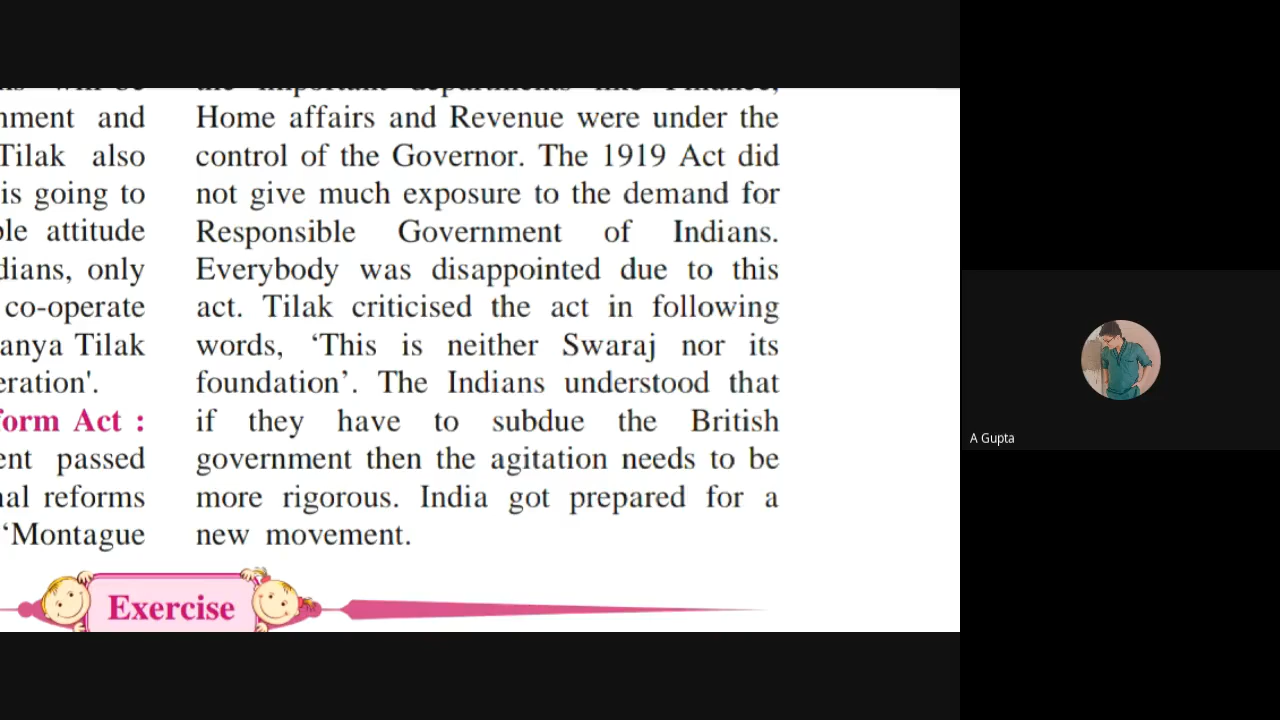 nment and
Tilak also
is going to
ble attitude
dians, only
co-operate
anya Tilak
eration'.
form Act :
ent passed
nal reforms
‘Montague
the important departments like Finance,
Home affairs and Revenue were under the
control of the Governor. The 1919 Act did
not give much exposure to the demand for
Responsible Government of Indians.
Everybody was disappointed due to this
act. Tilak criticised the act in following
words, ‘This is neither Swaraj nor its
foundation’. The Indians understood that
if they have to subdue the British
government then the agitation needs to be
more rigorous. India got prepared for a
new movement.
Exercise
A Gupta